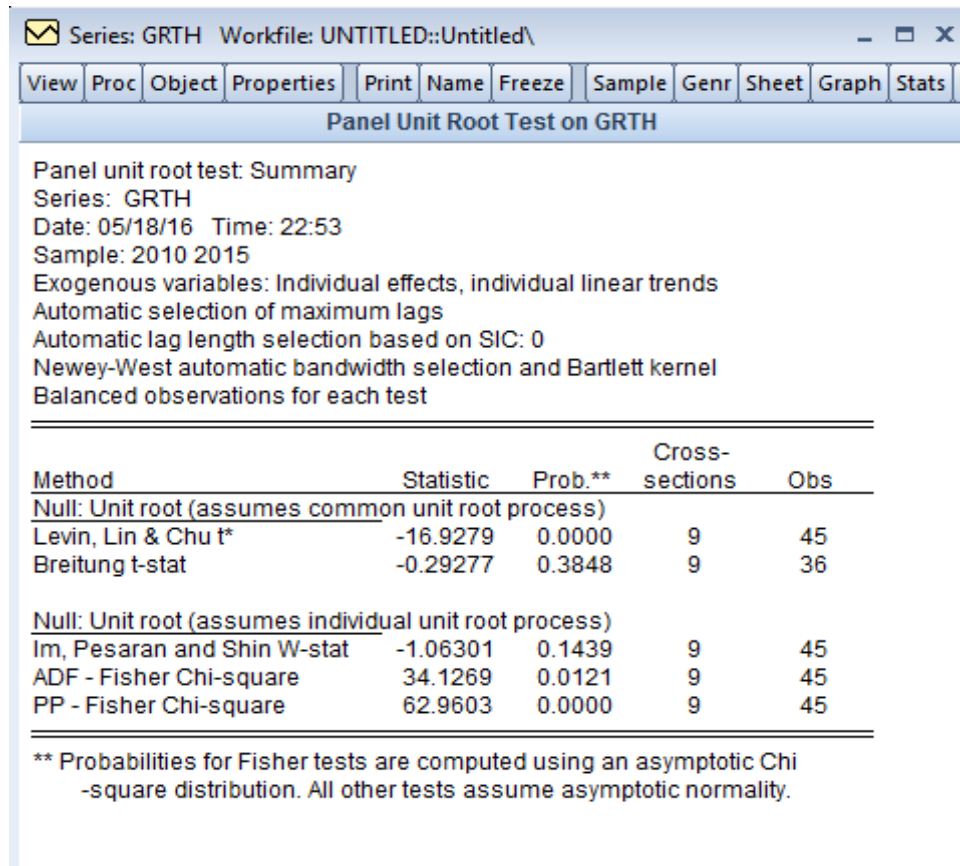 Series: GRTH Workfile: UNTITLED::Untitled\
View Proc Object Properties Print Name Freeze Sample Genr Sheet Graph Stats
Panel Unit Root Test on GRTH
Panel unit root test: Summary
Series: GRTH
Date: 05/18/16 Time: 22:53
Sample: 2010 2015
Exogenous variables: Individual effects, individual linear trends
Automatic selection of maximum lags
Automatic lag length selection based on SIC: 0
Newey-West automatic bandwidth selection and Bartlett kernel
Balanced observations for each test
Cross-
Method Statistic Prob.** sections Obs
Null: Unit root (assumes common unit root process)
Levin, Lin & Chu t* -16.9279 0.0000 9 45
Breitung t-stat -0.29277 0.3848 9 36
Null: Unit root (assumes individual unit root process)
Im, Pesaran and Shin W-stat -1.06301 0.1439 9 45
ADF - Fisher Chi-square 34.1269 0.0121 9 45
PP - Fisher Chi-square 62.9603 0.0000 9 45
** Probabilities for Fisher tests are computed using an asymptotic Chi
-square distribution. All other tests assume asymptotic normality.